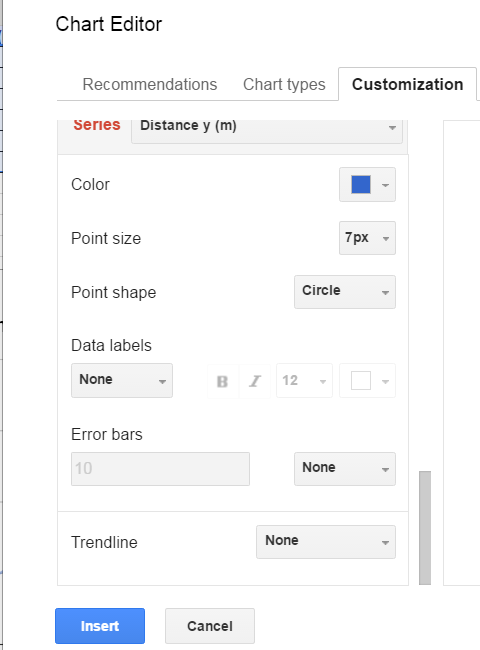 Chart Editor
Recommendations Chart types Customization
Series Distance y (m)
Color
Point size 7px
Point shape Circle
Data labels
None B I 12
Error bars
10 None
Trendline None
Insert Cancel